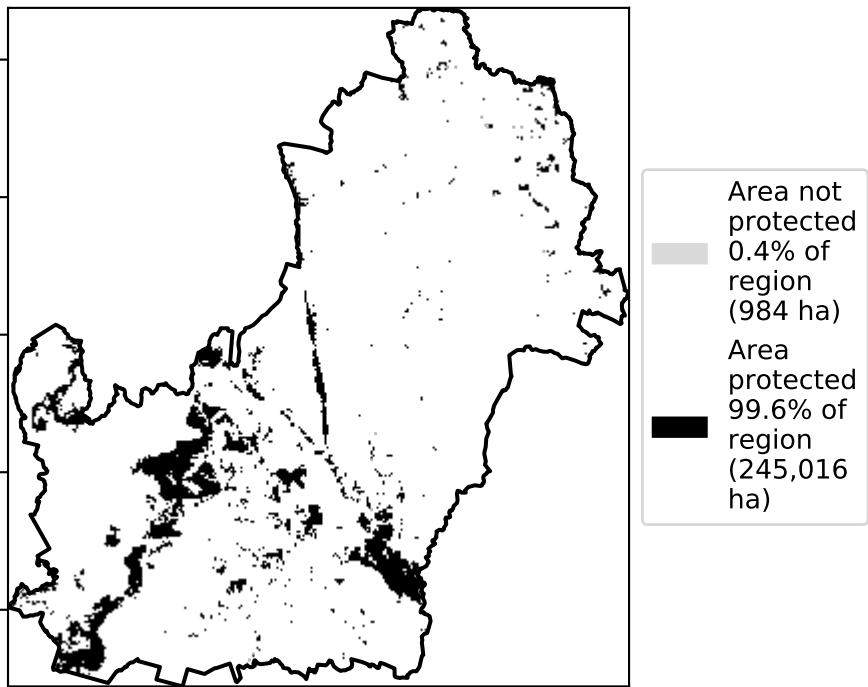 Area not
protected
0.4% of
region
(984 ha)
Area
protected
99.6% of
region
(245,016
ha)